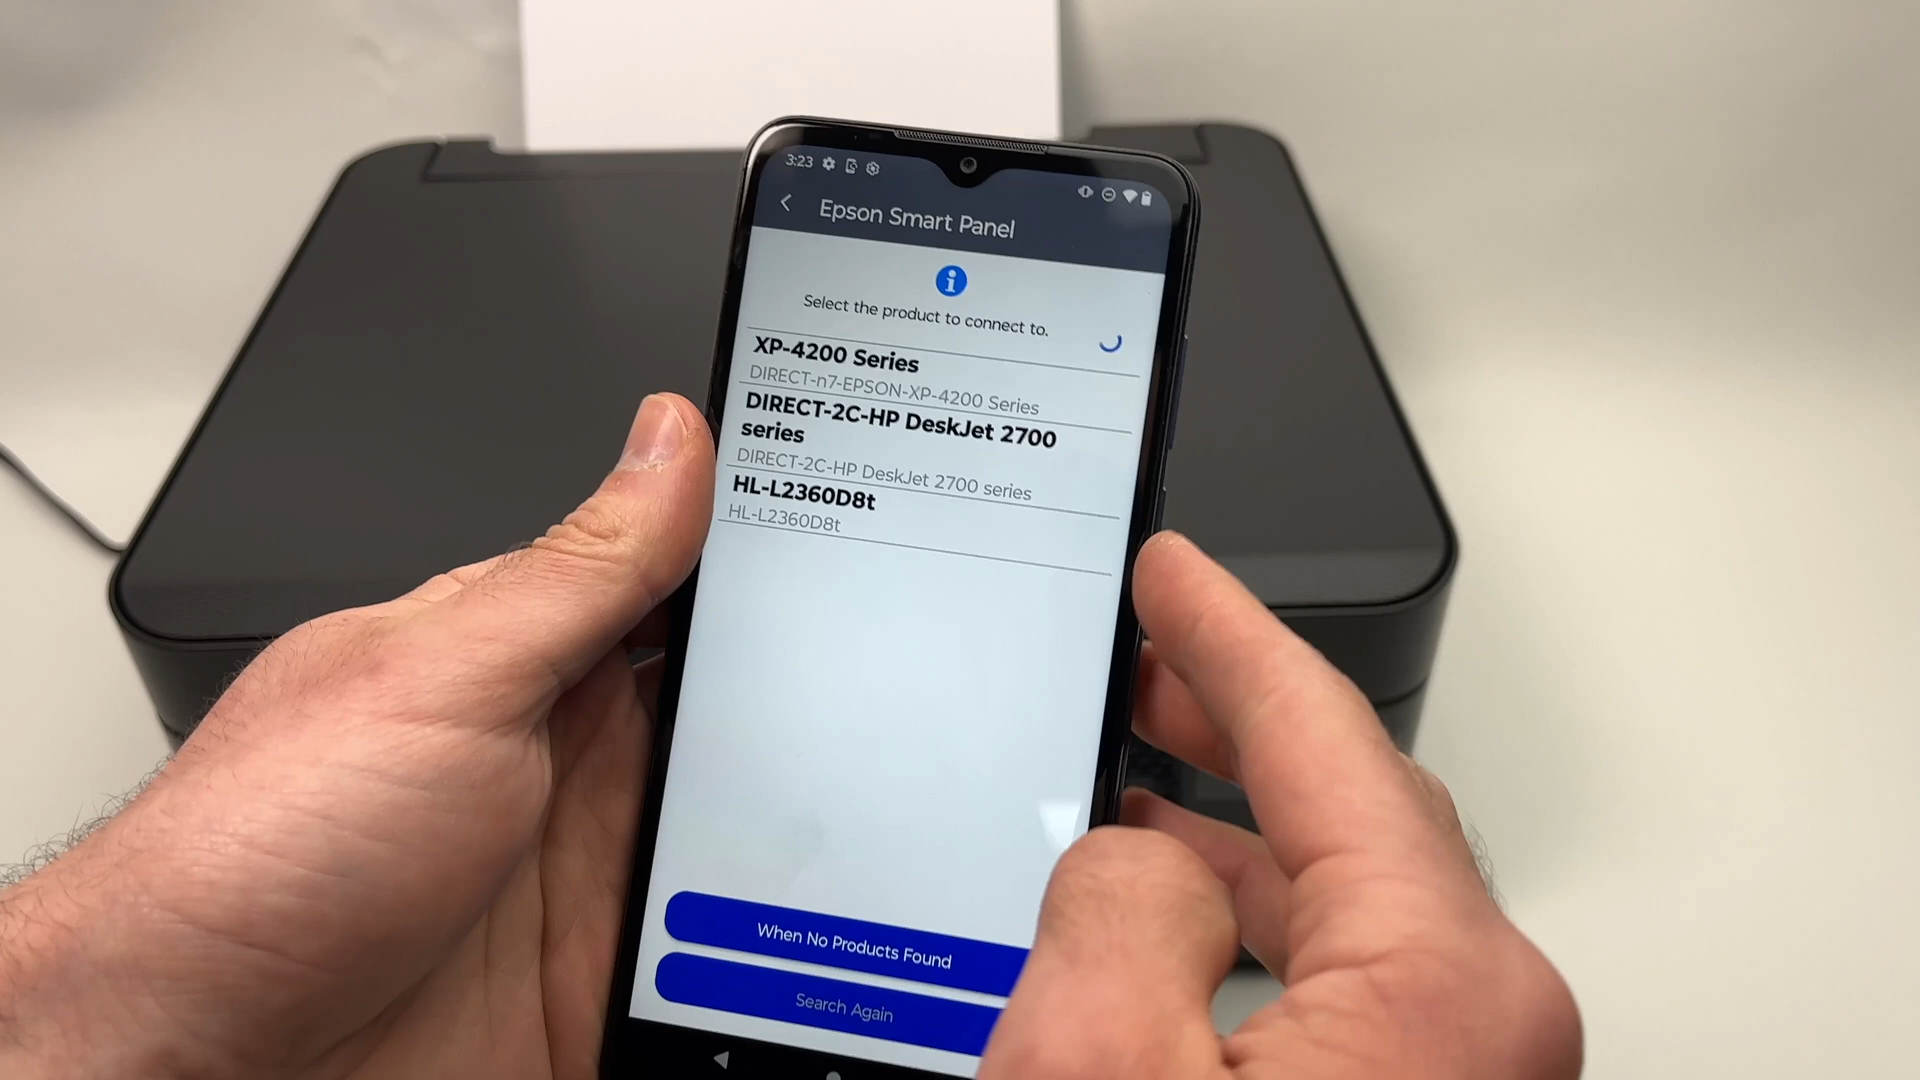 3:23
Epson Smart Panel
Select the product to connect to.
XP-4200 Series
DIRECT-n7-EPSON-XP-4200 Series
DIRECT-2C-HP DeskJet 2700
series
DIRECT-2C-HP DeskJet 2700 series
HL-L2360D8t
HL-L2360D8t
When No Products Found
Search Again